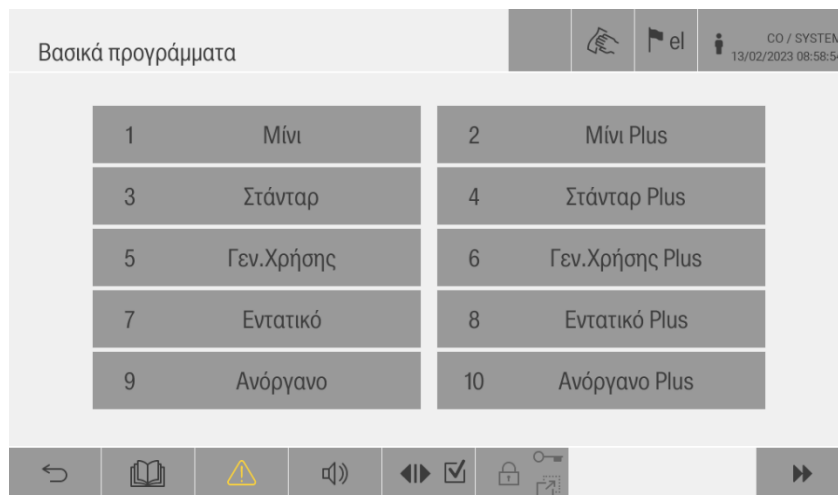 Βασικά προγράμματα
el
CO / SYSTEM
13/02/2023 08:58:54
1 Μίνι
2 Μίνι Plus
3 Στάνταρ
4 Στάνταρ Plus
5 Γεν.Χρήσης
6 Γεν.Χρήσης Plus
7 Εντατικό
8 Εντατικό Plus
9 Ανόργανο
10 Ανόργανο Plus